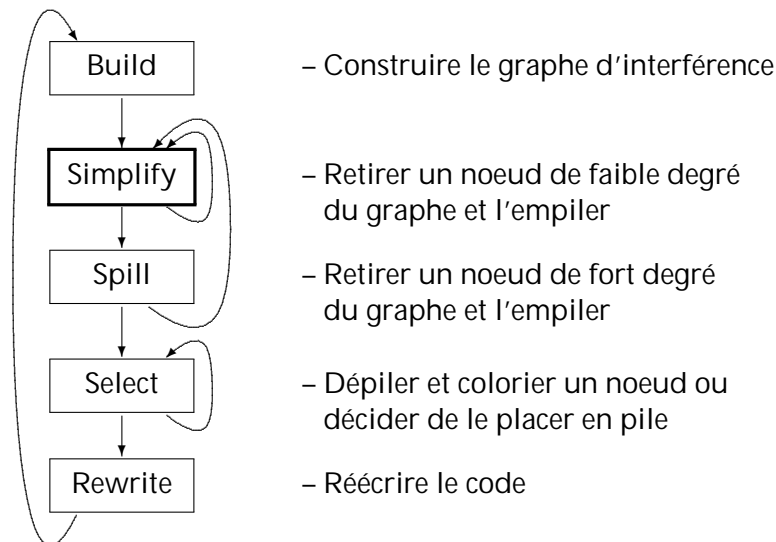 Build – Construire le graphe d'interférence
Simplify – Retirer un noeud de faible degré
du graphe et l'empiler
Spill – Retirer un noeud de fort degré
du graphe et l'empiler
Select – Dépiler et colorier un noeud ou
décider de le placer en pile
Rewrite – Réécrire le code